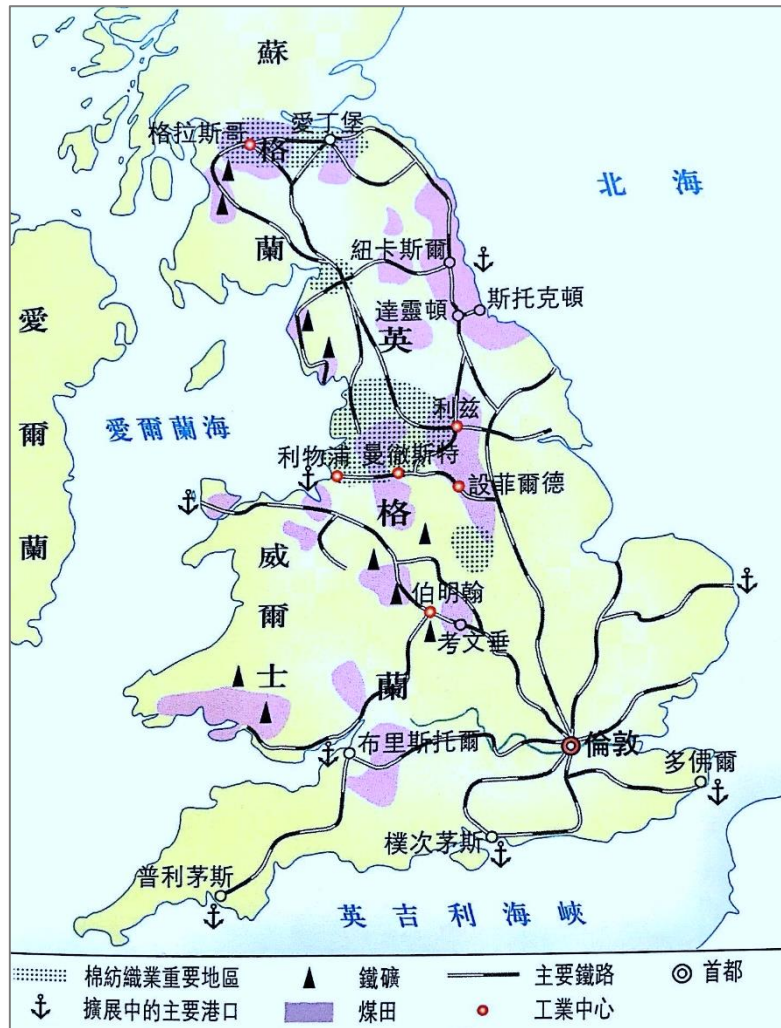 蘇格蘭
格拉斯哥
愛丁堡
北海
紐卡斯爾
達靈頓
斯托克頓
英格蘭
愛爾蘭
愛爾蘭海
利茲
利物浦
曼徹斯特
設菲爾德
威爾士
伯明翰
考文垂
布里斯托爾
倫敦
多佛爾
樸次茅斯
普利茅斯
英吉利海峽
棉紡織業重要地區
鐵礦
主要鐵路
首都
擴展中的主要港口
煤田
工業中心